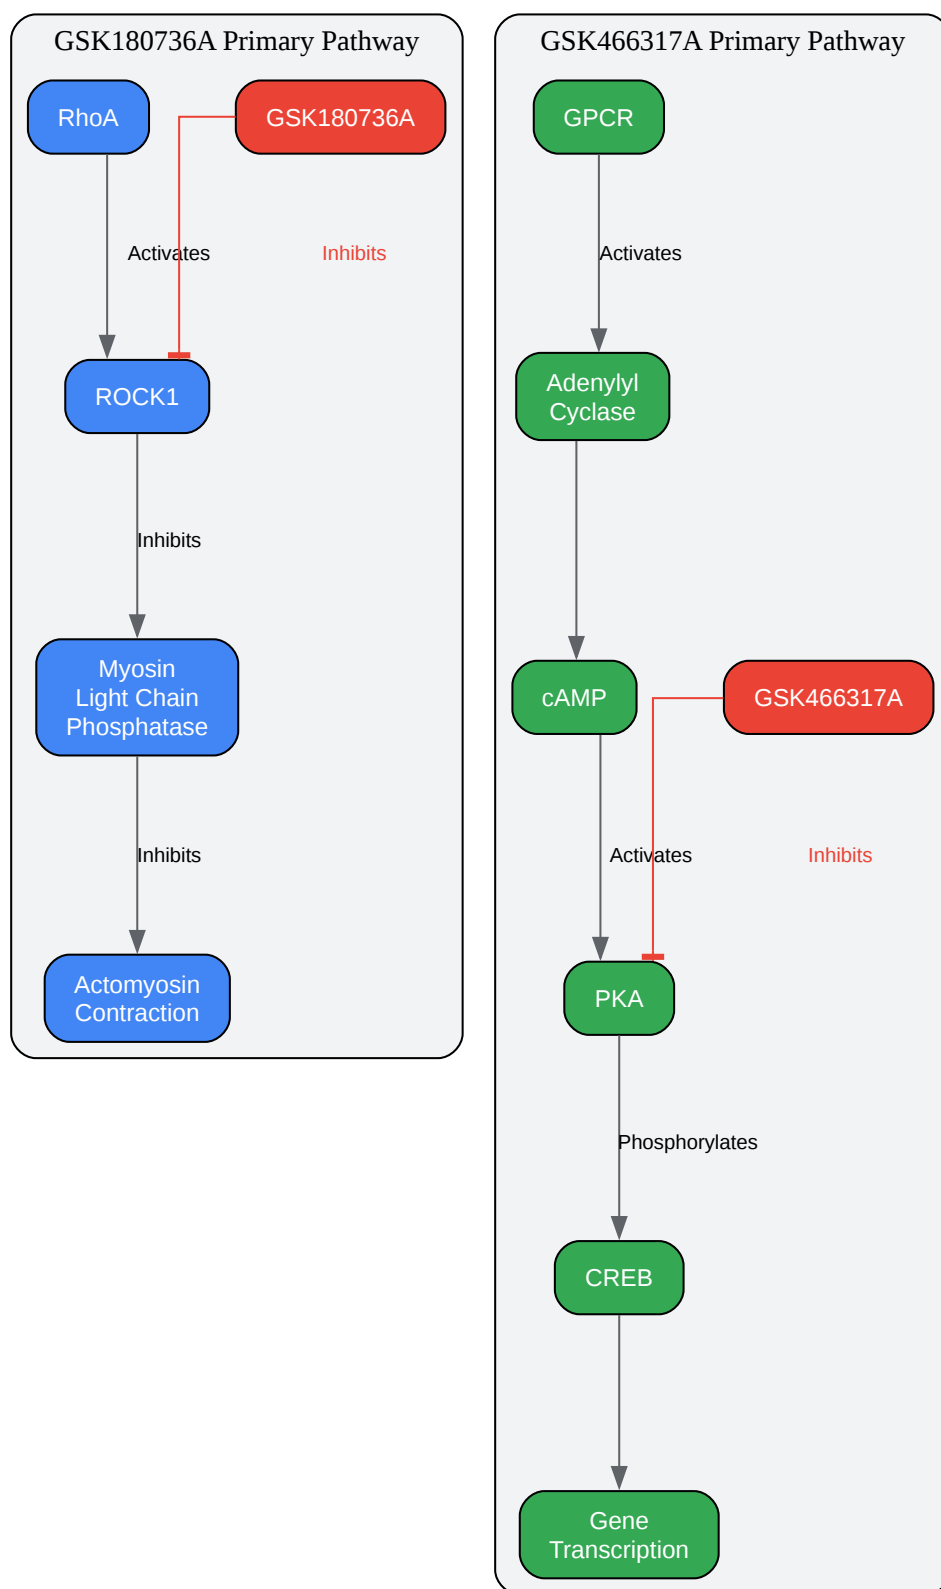 GSK180736A Primary Pathway
RhoA
GSK180736A
Activates
Inhibits
ROCK1
Inhibits
Myosin
Light Chain
Phosphatase
Inhibits
Actomyosin
Contraction
GSK466317A Primary Pathway
GPCR
Activates
Adenylyl
Cyclase
cAMP
GSK466317A
Activates
Inhibits
PKA
Phosphorylates
CREB
Gene
Transcription